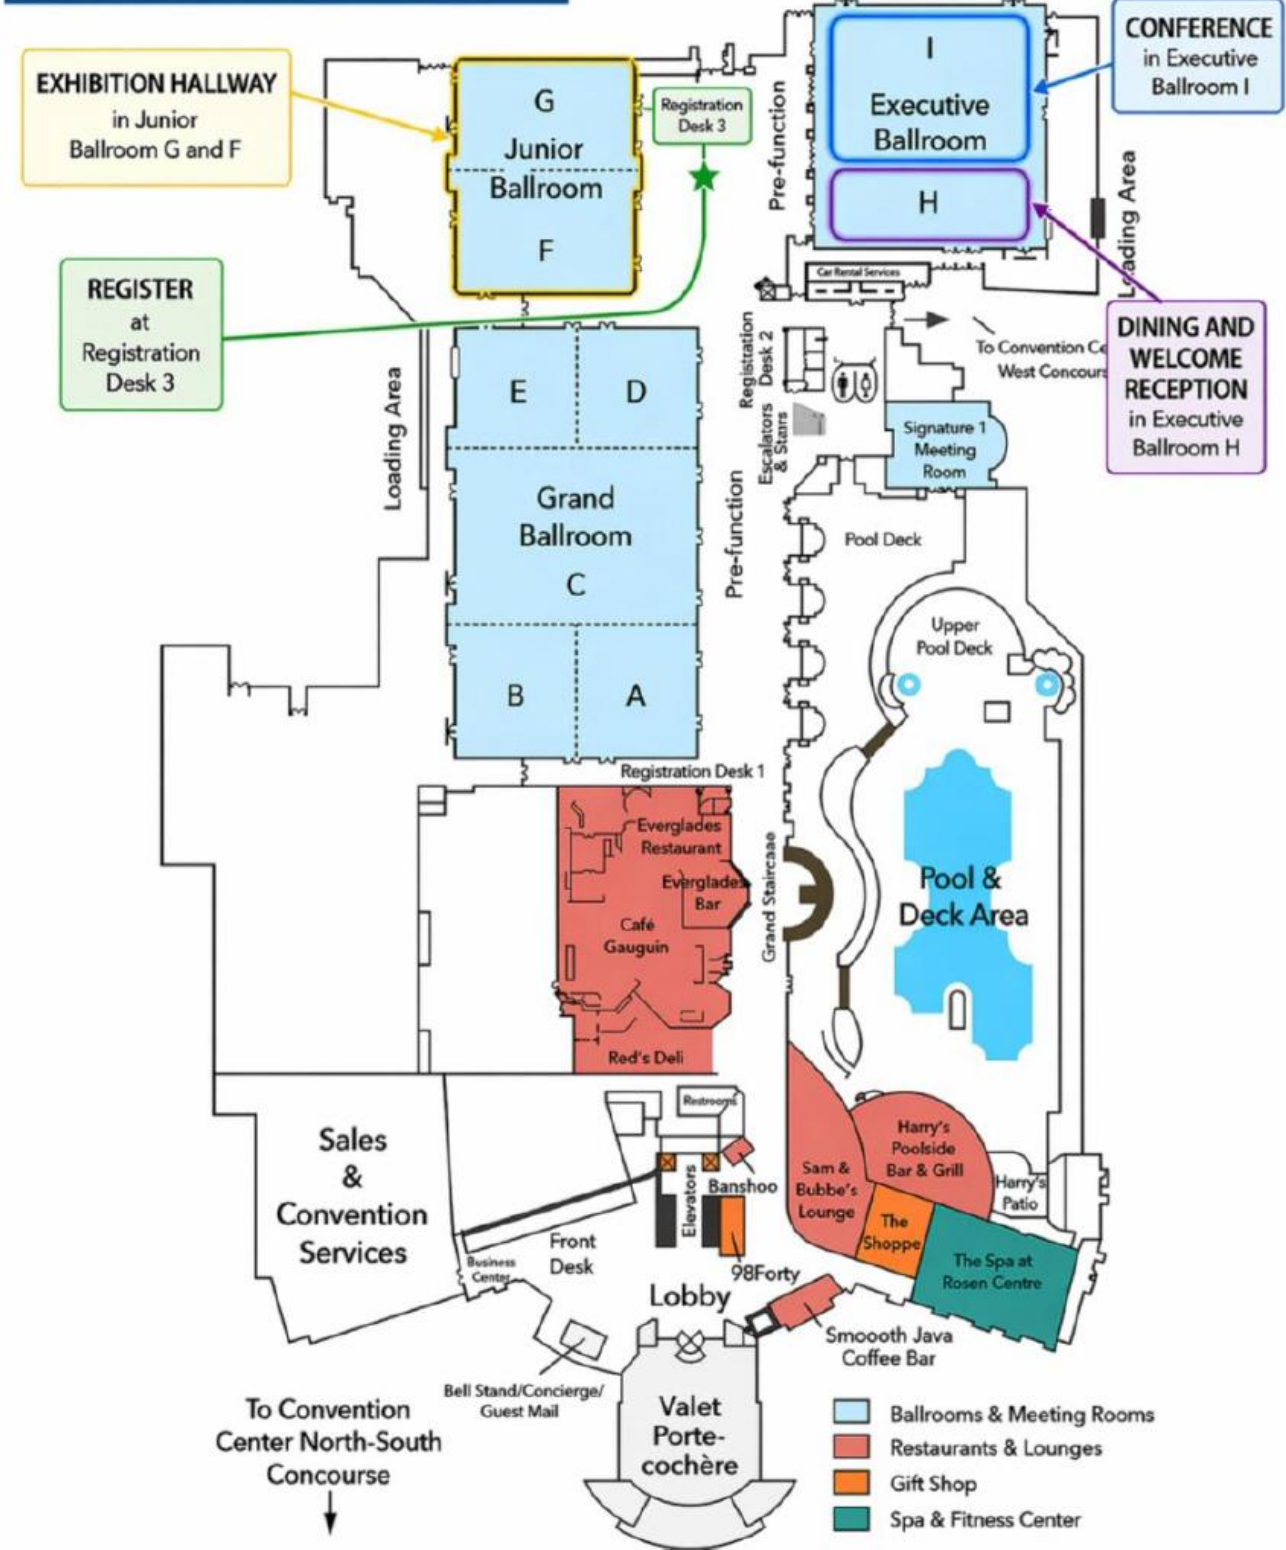 CONFERENCE
in Executive
Ballroom I
EXHIBITION HALLWAY
in Junior
Ballroom G and F
G
Junior
Ballroom
F
Registration
Desk 3
Pre-function
I
Executive
Ballroom
H
Loading Area
REGISTER
at
Registration
Desk 3
Car Rental Services
DINING AND
WELCOME
RECEPTION
in Executive
Ballroom H
To Convention Ce
West Concours
Registration
Desk 2
Escalators
& Stairs
Signature 1
Meeting
Room
Loading Area
E
D
Grand
Ballroom
C
B
A
Pre-function
Pool Deck
Upper
Pool Deck
Registration Desk 1
Everglades
Restaurant
Everglades
Bar
Café
Gauguin
Red's Deli
Grand Staircaae
Pool &
Deck Area
Sales
&
Convention
Services
Restrooms
Elevators
Banshoo
98Forty
Sam &
Bubbe's
Lounge
Harry's
Poolside
Bar & Grill
Harry's
Patio
The
Shoppe
The Spa at
Rosen Centre
Business
Center
Front
Desk
Lobby
Smoooth Java
Coffee Bar
Bell Stand/Concierge/
Guest Mail
Valet
Porte-
cochère
To Convention
Center North-South
Concourse
Ballrooms & Meeting Rooms
Restaurants & Lounges
Gift Shop
Spa & Fitness Center